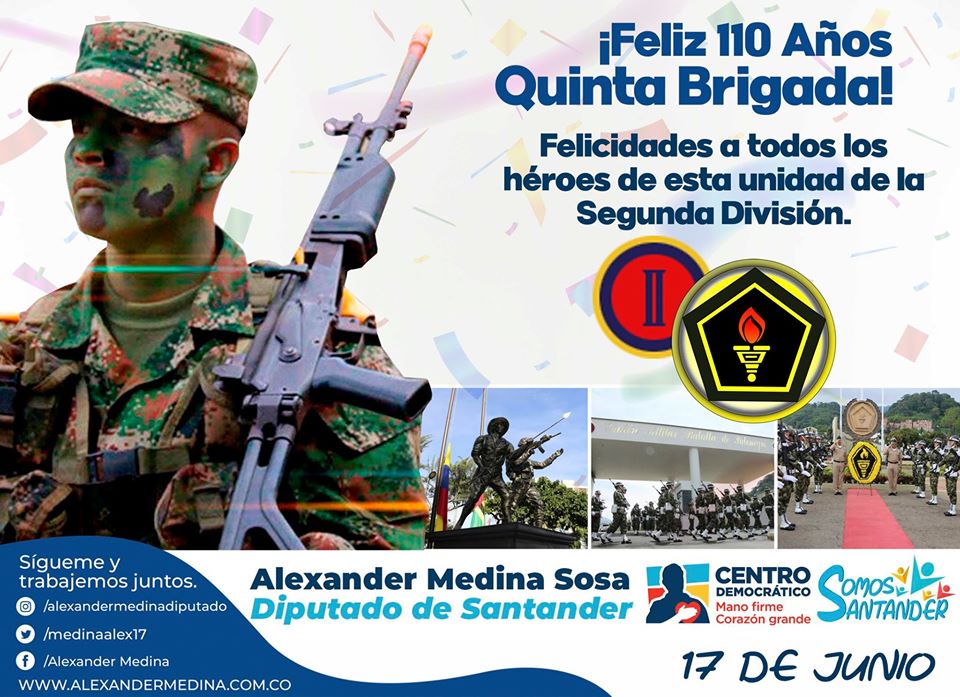 ¡Feliz 110 Años
Quinta Brigada!
Felicidades a todos los
héroes de esta unidad de la
Segunda División.
II
Sígueme y
trabajemos juntos.
/alexandermedinadiputado
/medinaalex17
/Alexander Medina
WWW.ALEXANDERMEDINA.COM.CO
Alexander Medina Sosa
Diputado de Santander
CENTRO
DEMOCRÁTICO
Mano firme
Corazón grande
SOMOS
SANTANDER
17 DE JUNIO